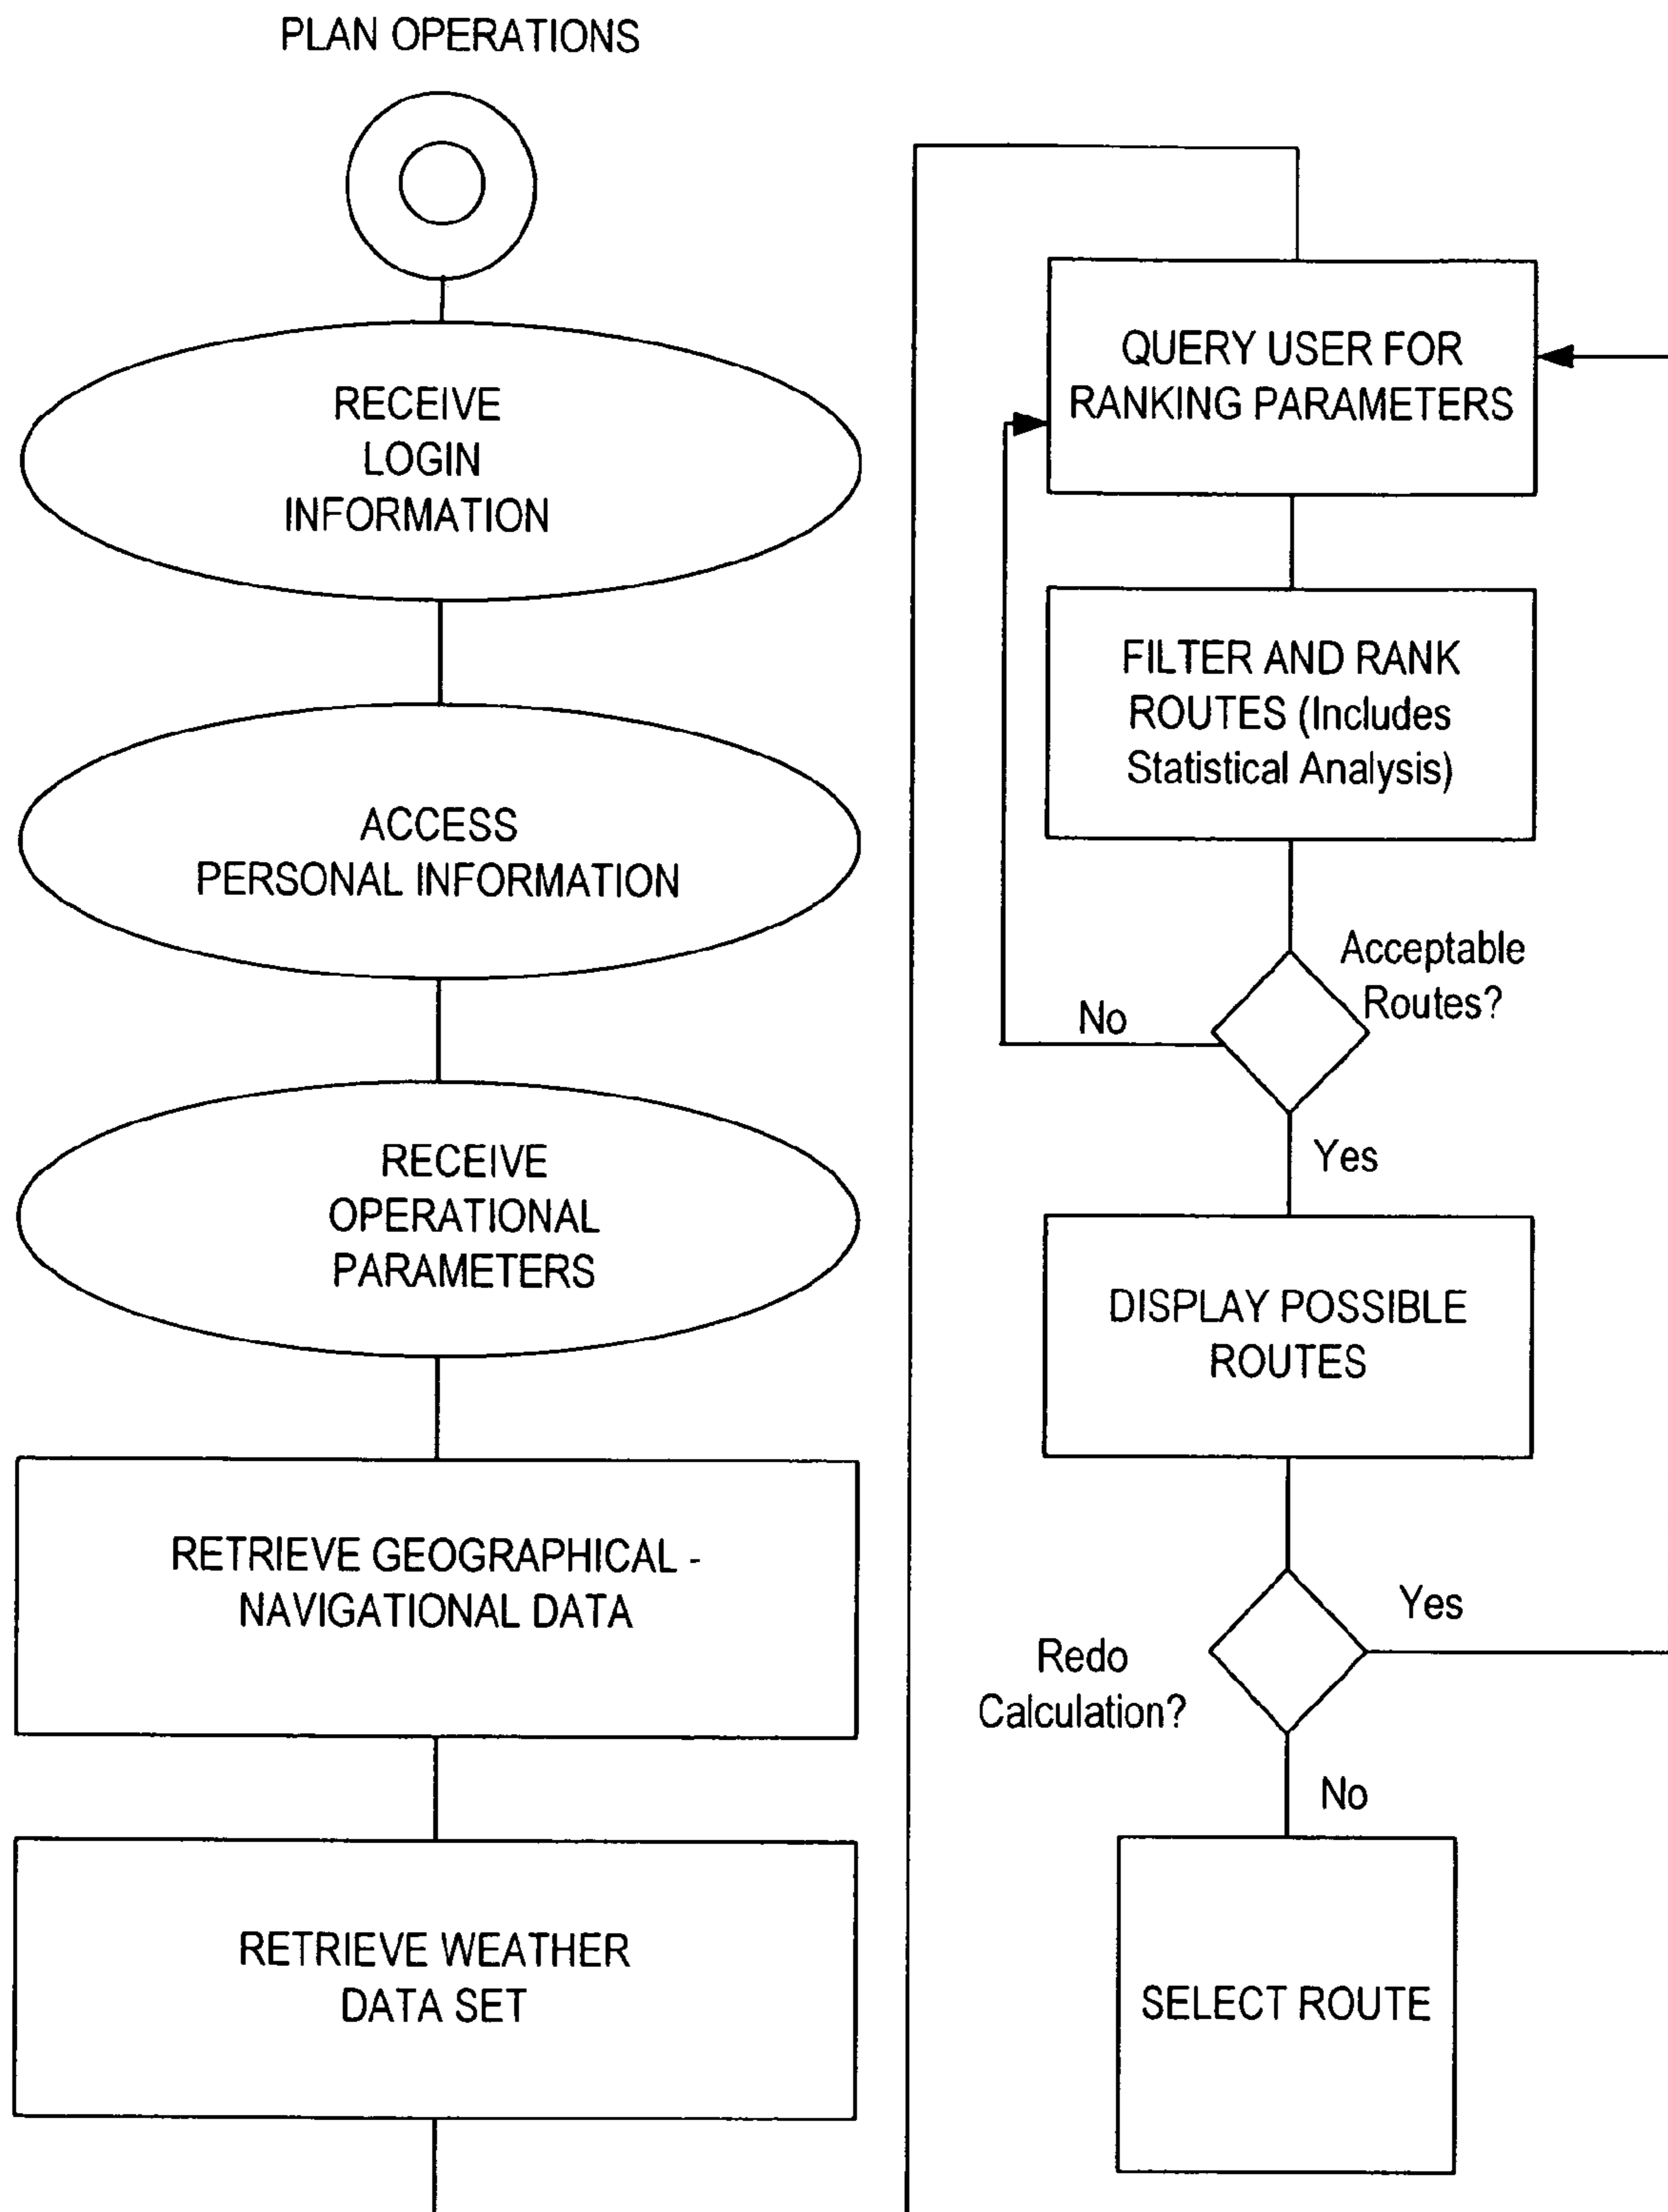 PLAN OPERATIONS
RECEIVE
LOGIN
INFORMATION
ACCESS
PERSONAL INFORMATION
RECEIVE
OPERATIONAL
PARAMETERS
RETRIEVE GEOGRAPHICAL -
NAVIGATIONAL DATA
RETRIEVE WEATHER
DATA SET
QUERY USER FOR
RANKING PARAMETERS
FILTER AND RANK
ROUTES (Includes
Statistical Analysis)
Acceptable
Routes?
No
Yes
DISPLAY POSSIBLE
ROUTES
Redo
Calculation?
Yes
No
SELECT ROUTE